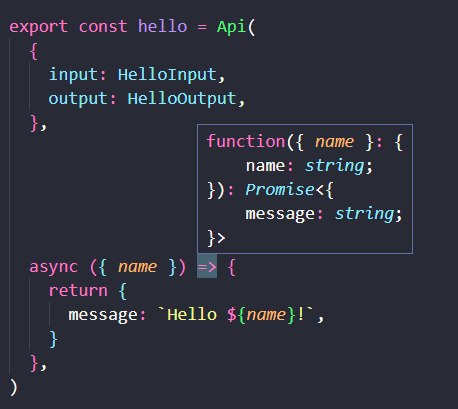 export const hello = Api(
{
input: HelloInput,
output: HelloOutput,
},
function({ name }: {
name: string;
}): Promise<{
message: string;
}>
async ({ name }) => {
return {
message: `Hello ${name}!`,
}
},
)